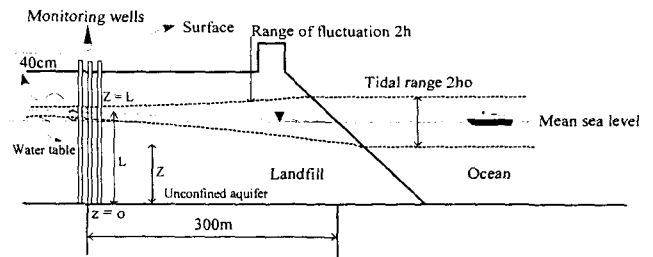 Monitoring wells
Surface
Range of fluctuation 2h
40cm
Tidal range 2ho
Z = L
Mean sea level
Water table
L
Z
Landfill
Ocean
Unconfined aquifer
z = o
300m